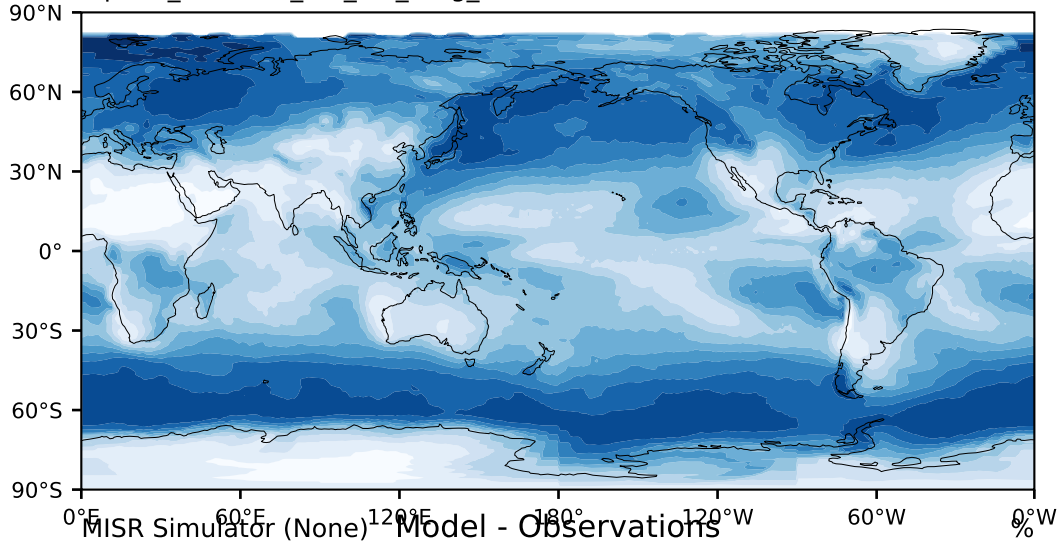 90°N
60°N
30°N
0°
30°S
60°S
90°S
0°E 60°E 120°E 180° 120°W 60°W 0°W
MISR Simulator (None) Model - Observations %